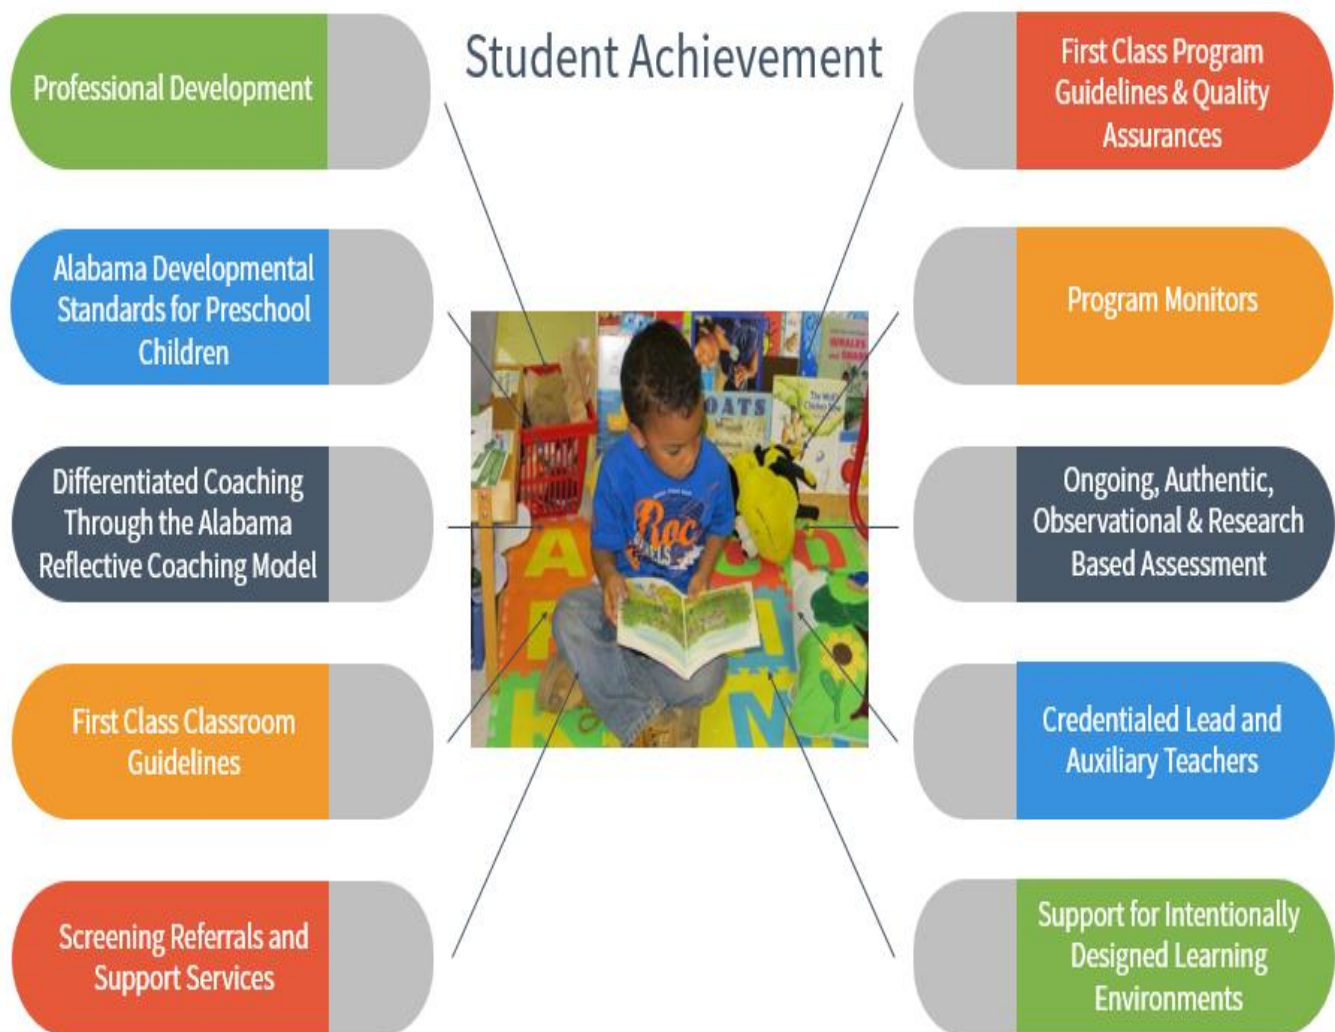 Student Achievement
Professional Development
Alabama Developmental
Standards for Preschool
Children
Differentiated Coaching
Through the Alabama
Reflective Coaching Model
First Class Classroom
Guidelines
Screening Referrals and
Support Services
First Class Program
Guidelines & Quality
Assurances
Program Monitors
Ongoing, Authentic,
Observational & Research
Based Assessment
Credentialed Lead and
Auxiliary Teachers
Support for Intentionally
Designed Learning
Environments
WHALES
OATS
Roc
A
K
M